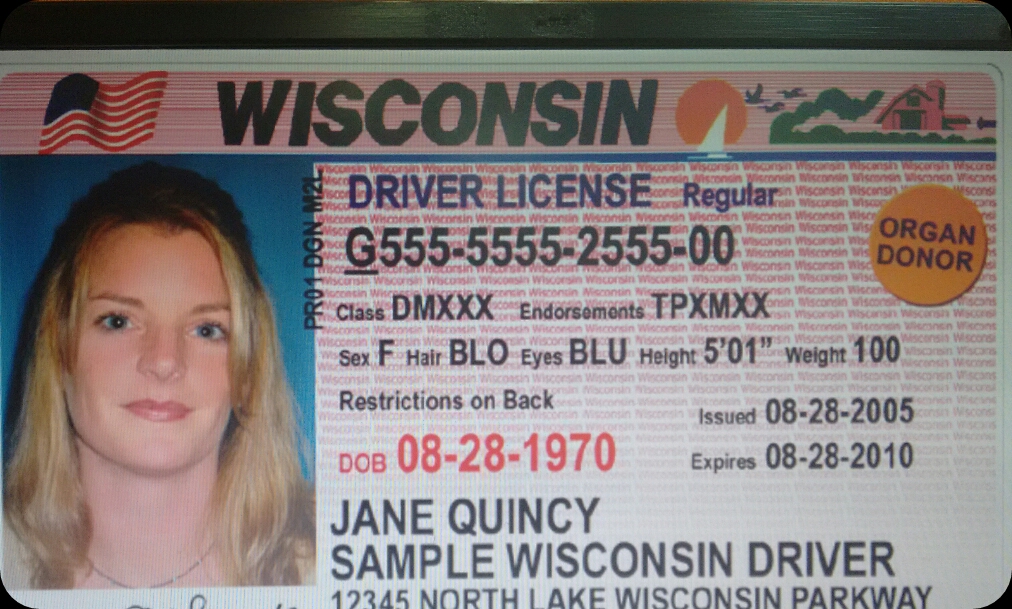 WISCONSIN
DRIVER LICENSE Regular
G555-5555-2555-00
ORGAN DONOR
PR01 DGN M2L
Class DMXXX Endorsements TPXMXX
Sex F Hair BLO Eyes BLU Height 5'01” Weight 100
Restrictions on Back
Issued 08-28-2005
DOB 08-28-1970
Expires 08-28-2010
JANE QUINCY
SAMPLE WISCONSIN DRIVER
12345 NORTH LAKE WISCONSIN PARKWAY